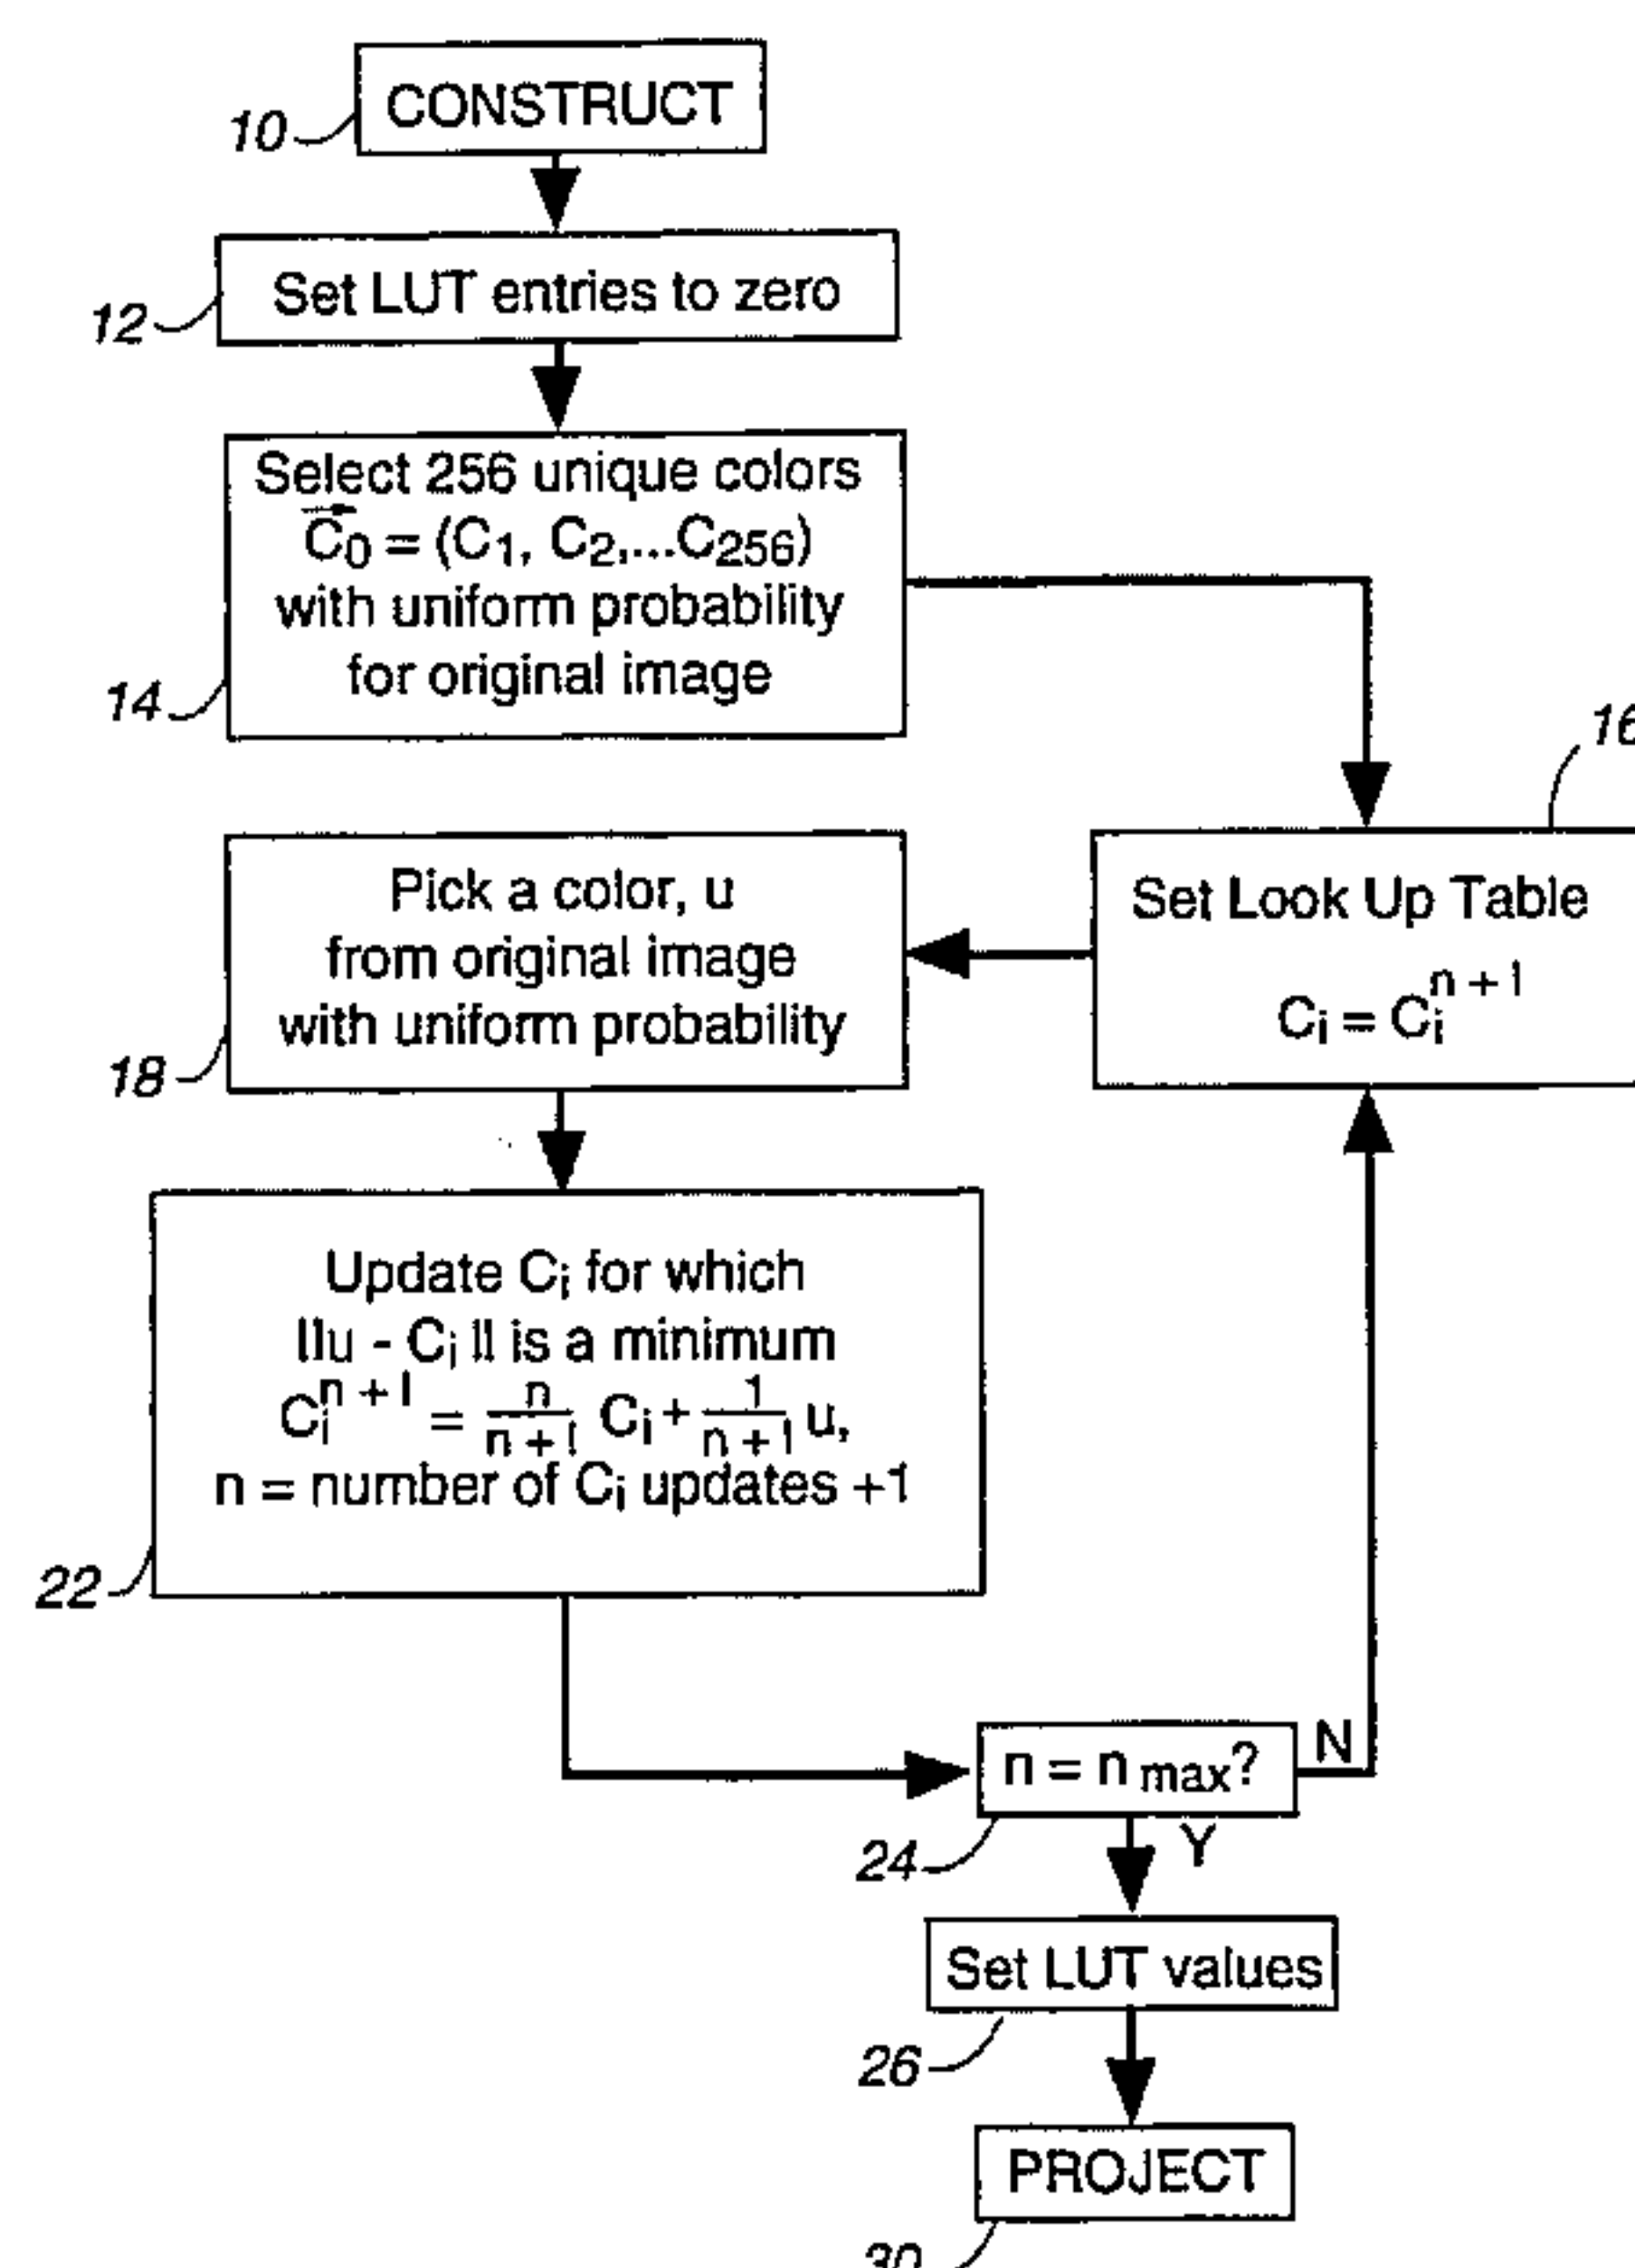 CONSTRUCT
10
Set LUT entries to zero
12
Select 256 unique colors
C⃗0 = (C1, C2,...C256)
with uniform probability
for original image
14
16
Set Look Up Table
Ci = Ci^n + 1
Pick a color, u
from original image
with uniform probability
18
Update Ci for which
||u - Ci || is a minimum
Ci^n + 1 = n/n + 1 Ci + 1/n + 1 u,
n = number of Ci updates +1
22
n = n max?
N
24
Y
Set LUT values
26
PROJECT
30